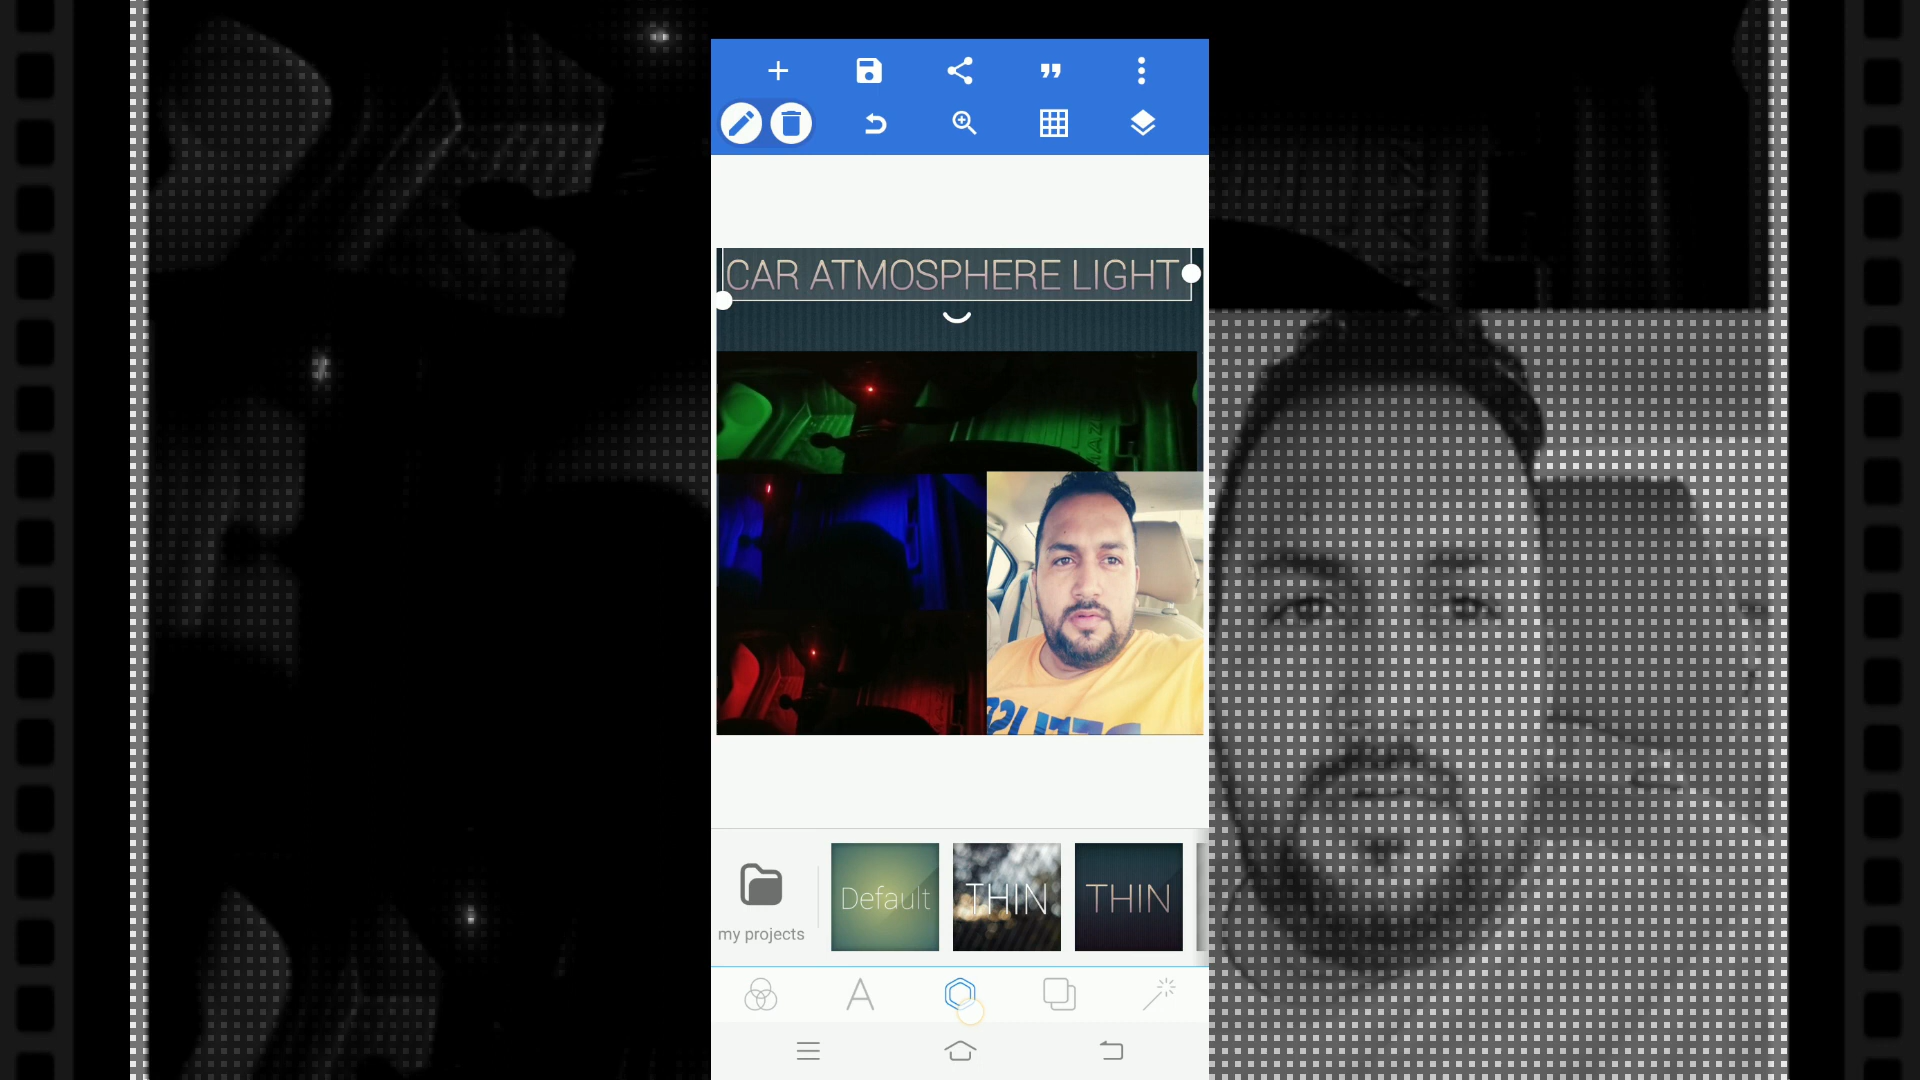 CAR ATMOSPHERE LIGHT
my projects
Default
THIN
THIN